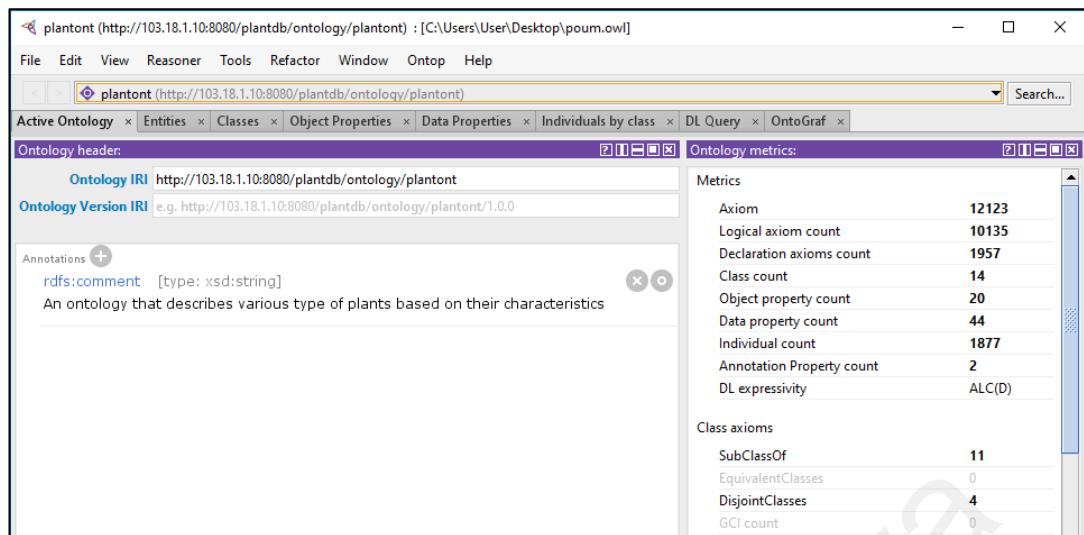 plantont (http://103.18.1.10:8080/plantdb/ontology/plantont) : [C:\Users\User\Desktop\poum.owl]
File Edit View Reasoner Tools Refactor Window Ontop Help
< > plantont (http://103.18.1.10:8080/plantdb/ontology/plantont) Search...
Active Ontology × Entities × Classes × Object Properties × Data Properties × Individuals by class × DL Query × OntoGraf ×
Ontology header:
Ontology IRI http://103.18.1.10:8080/plantdb/ontology/plantont
Ontology Version IRI e.g. http://103.18.1.10:8080/plantdb/ontology/plantont/1.0.0
Annotations
rdfs:comment [type: xsd:string]
An ontology that describes various type of plants based on their characteristics
Ontology metrics:
Metrics
Axiom 12123
Logical axiom count 10135
Declaration axioms count 1957
Class count 14
Object property count 20
Data property count 44
Individual count 1877
Annotation Property count 2
DL expressivity ALC(D)
Class axioms
SubClassOf 11
EquivalentClasses 0
DisjointClasses 4
GCI count 0